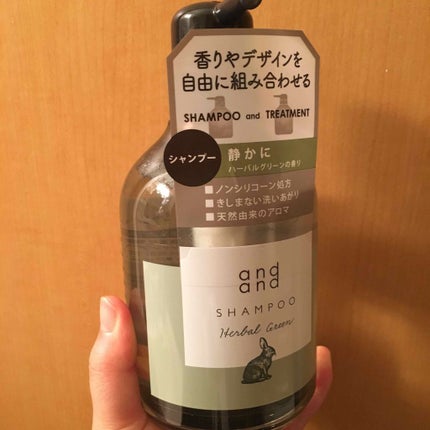 香りやデザインを
自由に組み合わせる
SHAMPOO and TREATMENT
シャンプー
静かに
ハーバルグリーンの香り
ノンシリコーン処方
きしまない洗いあがり
天然由来のアロマ
and
and
SHAMPOO
Herbal Green